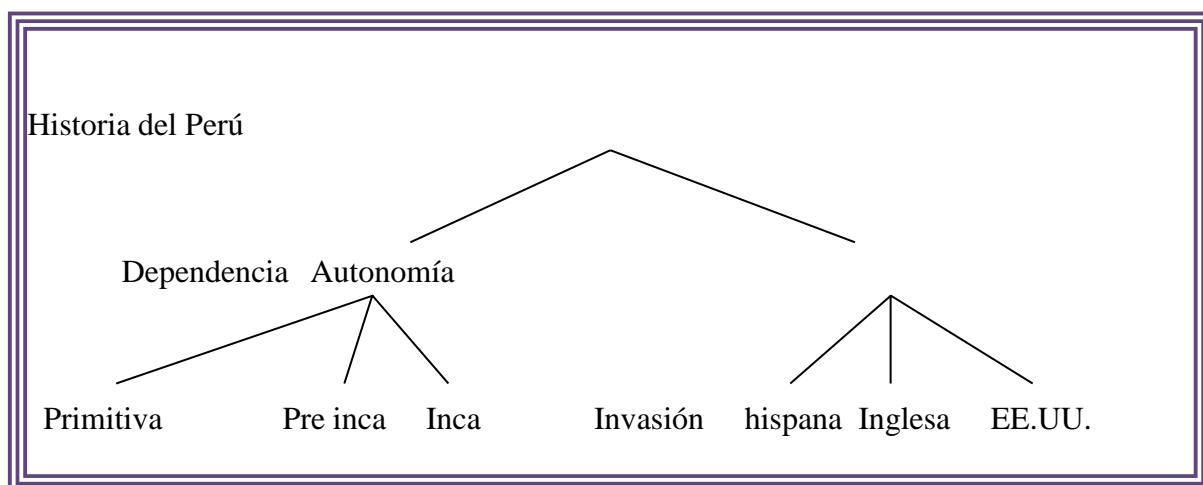 Historia del Perú
Dependencia Autonomía
Primitiva Pre inca Inca Invasión hispana Inglesa EE.UU.